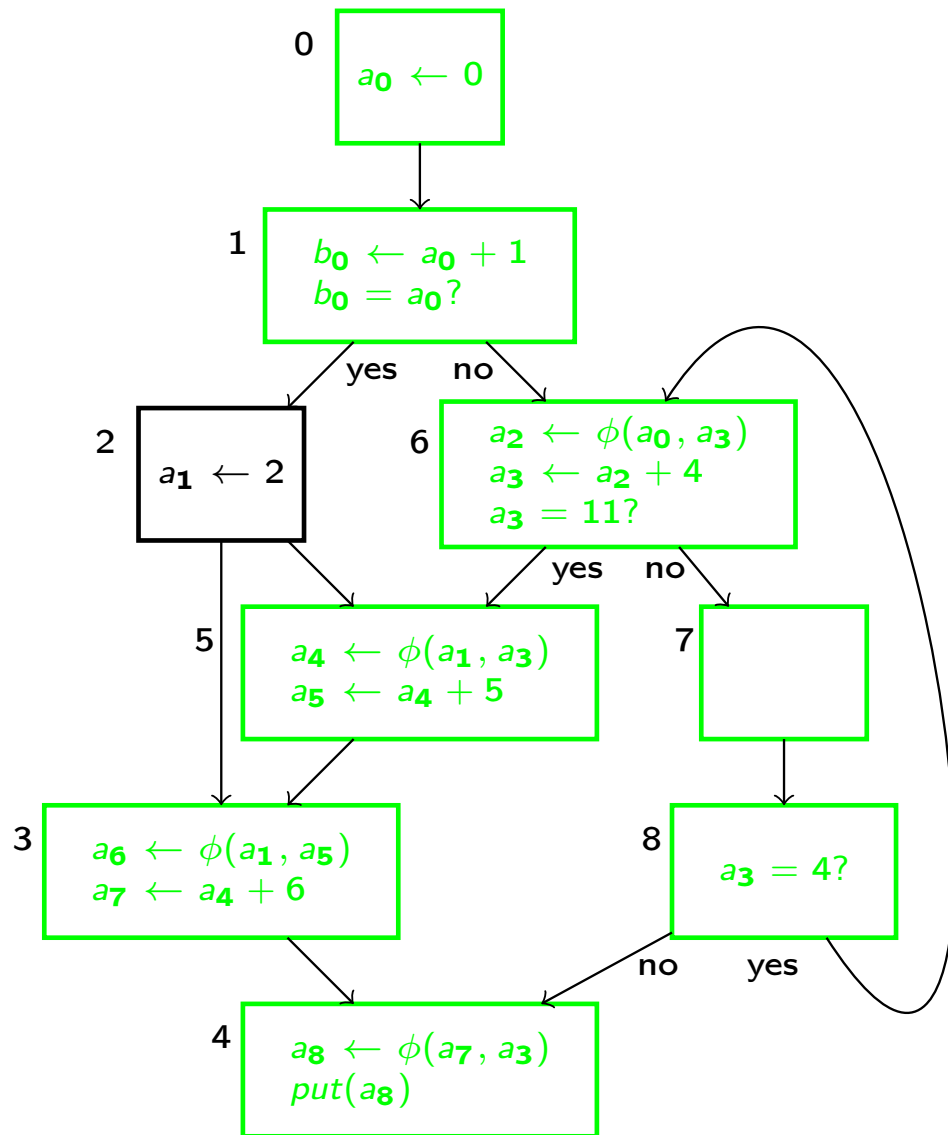 0
a₀ ← 0
1
b₀ ← a₀ + 1
b₀ = a₀?
yes no
2
a₁ ← 2
6
a₂ ← ϕ(a₀, a₃)
a₃ ← a₂ + 4
a₃ = 11?
yes no
5
a₄ ← ϕ(a₁, a₃)
a₅ ← a₄ + 5
7
3
a₆ ← ϕ(a₁, a₅)
a₇ ← a₄ + 6
8
a₃ = 4?
no yes
4
a₈ ← ϕ(a₇, a₃)
put(a₈)